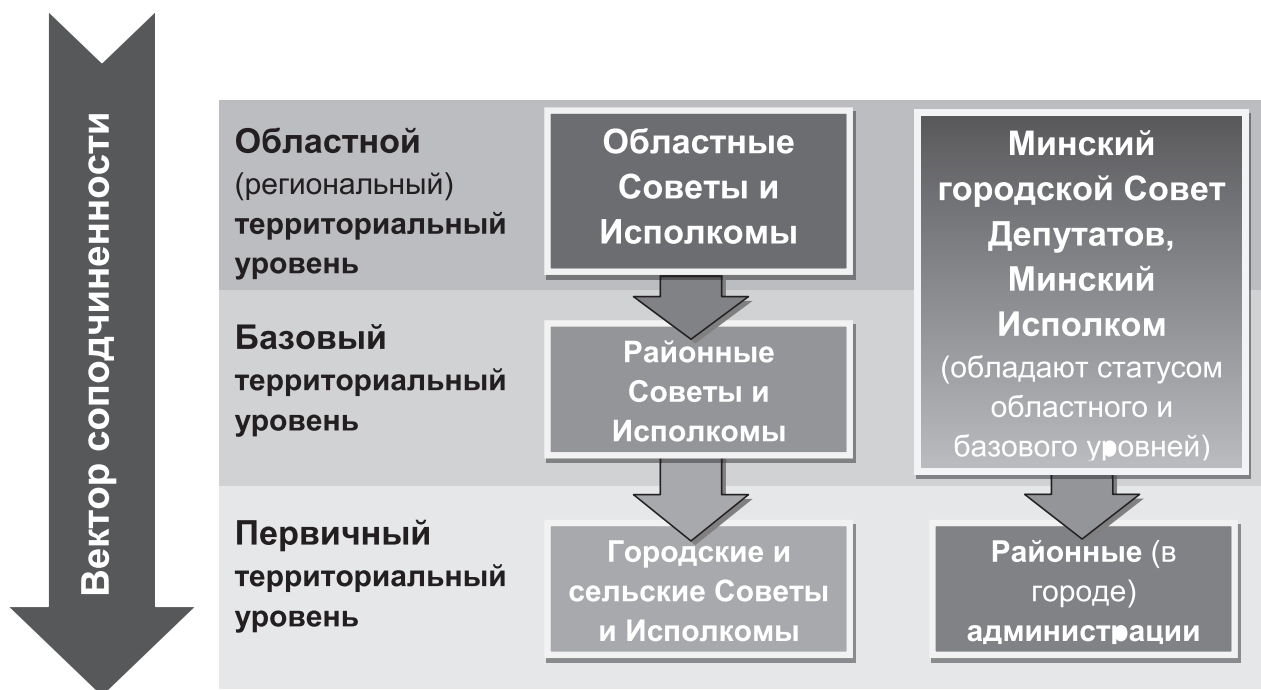 Вектор соподчиненности
Областной
(региональный)
территориальный
уровень
Областные
Советы и
Исполкомы
Минский
городской Совет
Депутатов,
Минский
Исполком
(обладают статусом
областного и
базового уровней)
Базовый
территориальный
уровень
Районные
Советы и
Исполкомы
Первичный
территориальный
уровень
Городские и
сельские Советы
и Исполкомы
Районные (в
городе)
администрации